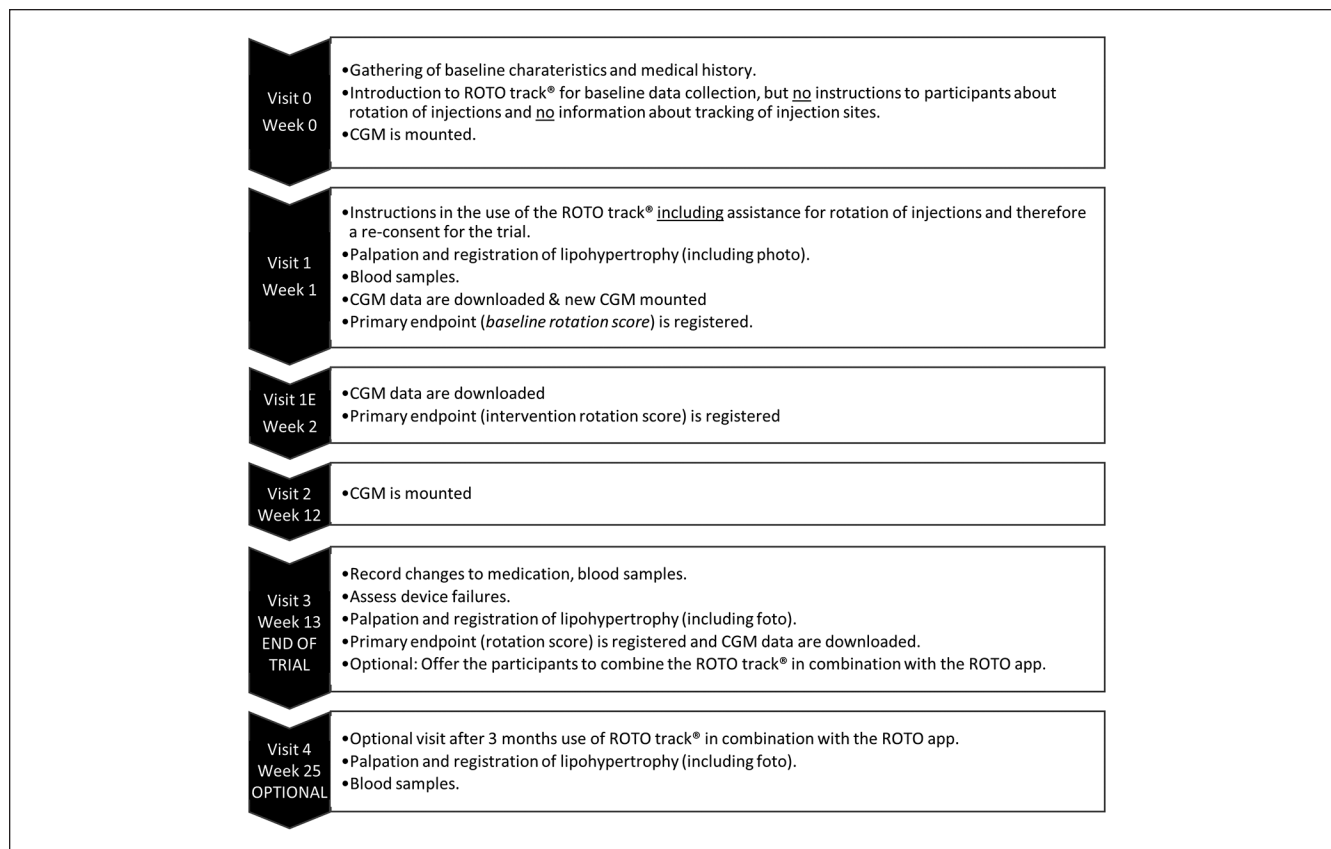 Visit 0
Week 0
•Gathering of baseline charateristics and medical history.
•Introduction to ROTO track® for baseline data collection, but no instructions to participants about
rotation of injections and no information about tracking of injection sites.
•CGM is mounted.
Visit 1
Week 1
•Instructions in the use of the ROTO track® including assistance for rotation of injections and therefore
a re-consent for the trial.
•Palpation and registration of lipohypertrophy (including photo).
•Blood samples.
•CGM data are downloaded & new CGM mounted
•Primary endpoint (baseline rotation score) is registered.
Visit 1E
Week 2
•CGM data are downloaded
•Primary endpoint (intervention rotation score) is registered
Visit 2
Week 12
•CGM is mounted
Visit 3
Week 13
END OF
TRIAL
•Record changes to medication, blood samples.
•Assess device failures.
•Palpation and registration of lipohypertrophy (including foto).
•Primary endpoint (rotation score) is registered and CGM data are downloaded.
•Optional: Offer the participants to combine the ROTO track® in combination with the ROTO app.
Visit 4
Week 25
OPTIONAL
•Optional visit after 3 months use of ROTO track® in combination with the ROTO app.
•Palpation and registration of lipohypertrophy (including foto).
•Blood samples.